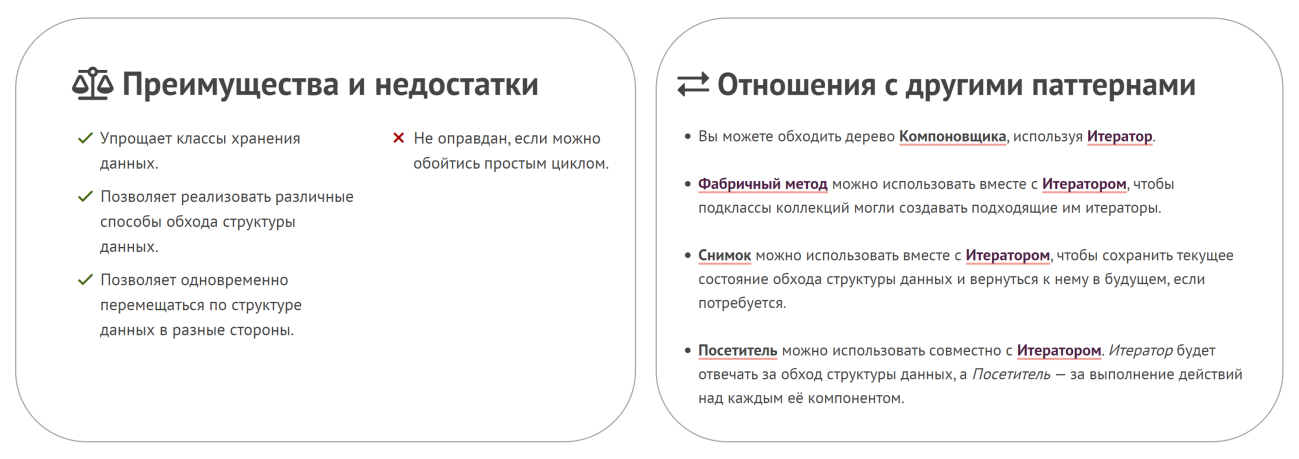 Преимущества и недостатки
Упрощает классы хранения
данных.
Позволяет реализовать различные
способы обхода структуры
данных.
Позволяет одновременно
перемещаться по структуре
данных в разные стороны.
Не оправдан, если можно
обойтись простым циклом.
Отношения с другими паттернами
Вы можете обходить дерево Компоновщика, используя Итератор.
Фабричный метод можно использовать вместе с Итератором, чтобы
подклассы коллекций могли создавать подходящие им итераторы.
Снимок можно использовать вместе с Итератором, чтобы сохранить текущее
состояние обхода структуры данных и вернуться к нему в будущем, если
потребуется.
Посетитель можно использовать совместно с Итератором. Итератор будет
отвечать за обход структуры данных, а Посетитель — за выполнение действий
над каждым её компонентом.